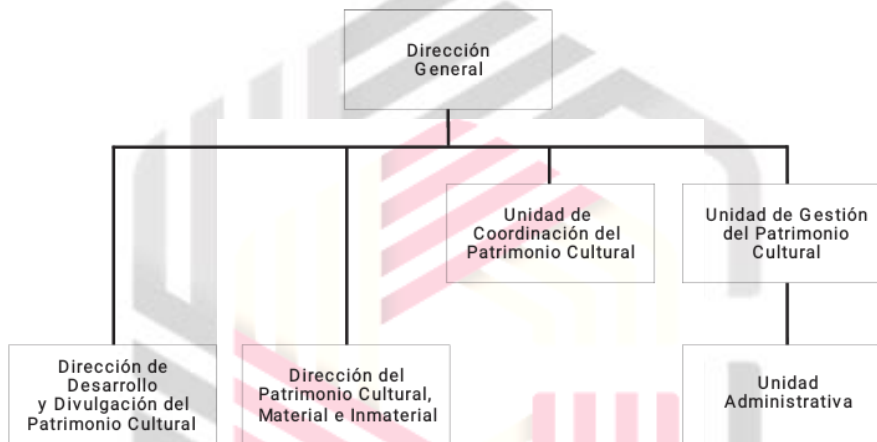 Dirección
General
Unidad de
Coordinación del
Patrimonio Cultural
Unidad de Gestión
del Patrimonio
Cultural
Dirección de
Desarrollo
y Divulgación del
Patrimonio Cultural
Dirección del
Patrimonio Cultural,
Material e Inmaterial
Unidad
Administrativa